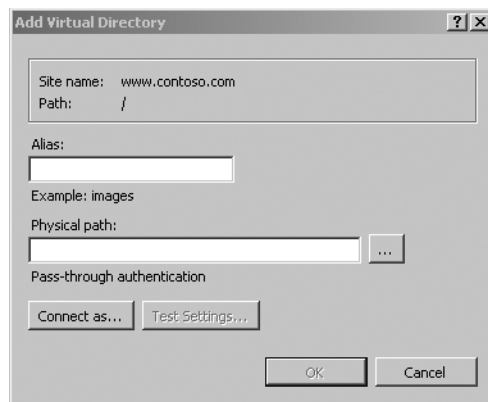 Add Virtual Directory
Site name: www.contoso.com
Path: /
Alias:
Example: images
Physical path:
...
Pass-through authentication
Connect as... Test Settings...
OK Cancel